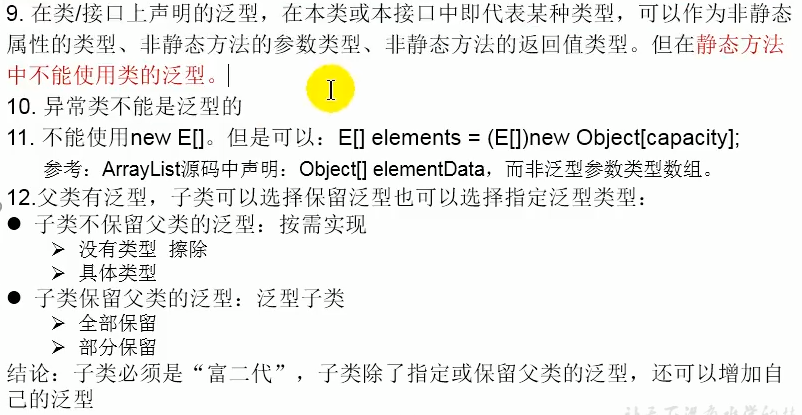 9. 在类/接口上声明的泛型，在本类或本接口中即代表某种类型，可以作为非静态
属性的类型、非静态方法的参数类型、非静态方法的返回值类型。但在静态方法
中不能使用类的泛型。
10. 异常类不能是泛型的
11. 不能使用new E[]。但是可以：E[] elements = (E[])new Object[capacity];
参考：ArrayList源码中声明：Object[] elementData，而非泛型参数类型数组。
12.父类有泛型，子类可以选择保留泛型也可以选择指定泛型类型：
● 子类不保留父类的泛型：按需实现
➢ 没有类型 擦除
➢ 具体类型
● 子类保留父类的泛型：泛型子类
➢ 全部保留
➢ 部分保留
结论：子类必须是“富二代”，子类除了指定或保留父类的泛型，还可以增加自
己的泛型